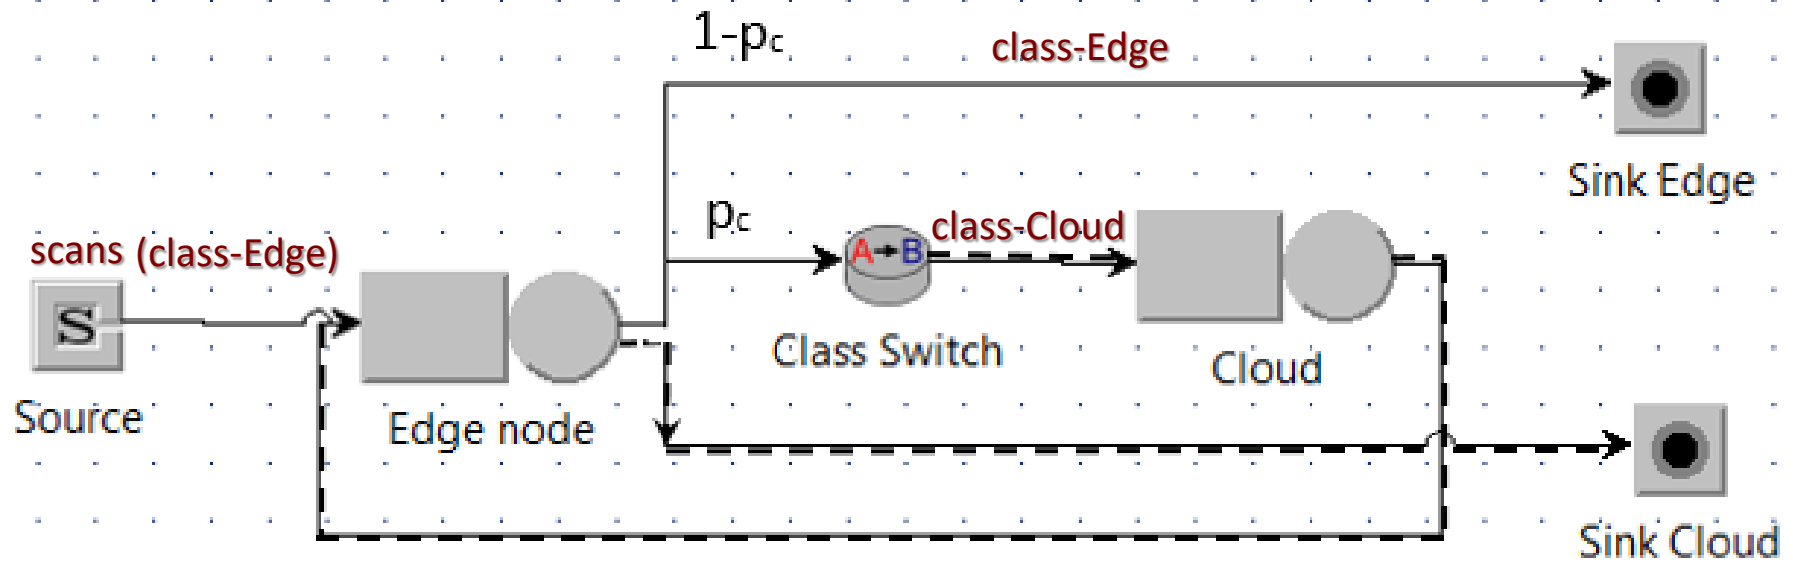 1-pc
class-Edge
Sink Edge
pc
class-Cloud
scans (class-Edge)
A B
S
Class Switch
Cloud
Source
Edge node
Sink Cloud